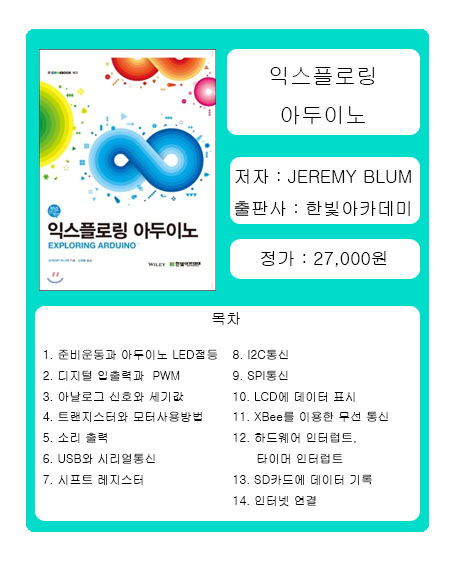 익스플로링 아두이노
EXPLORING ARDUINO
WILEY 한빛아카데미
익스플로링
아두이노
저자 : JEREMY BLUM
출판사 : 한빛아카데미
정가 : 27,000원
목차
1. 준비운동과 아두이노 LED점등
2. 디지털 입출력과 PWM
3. 아날로그 신호와 세기값
4. 트랜지스터와 모터사용방법
5. 소리 출력
6. USB와 시리얼통신
7. 시프트 레지스터
8. I2C통신
9. SPI통신
10. LCD에 데이터 표시
11. XBee를 이용한 무선 통신
12. 하드웨어 인터럽트,
타이머 인터럽트
13. SD카드에 데이터 기록
14. 인터넷 연결